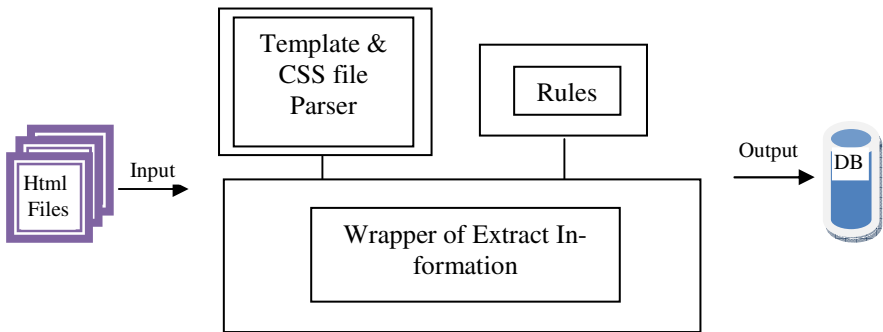 Template &
CSS file
Parser
Rules
Html
Files
Input
Output
DB
Wrapper of Extract In-
formation